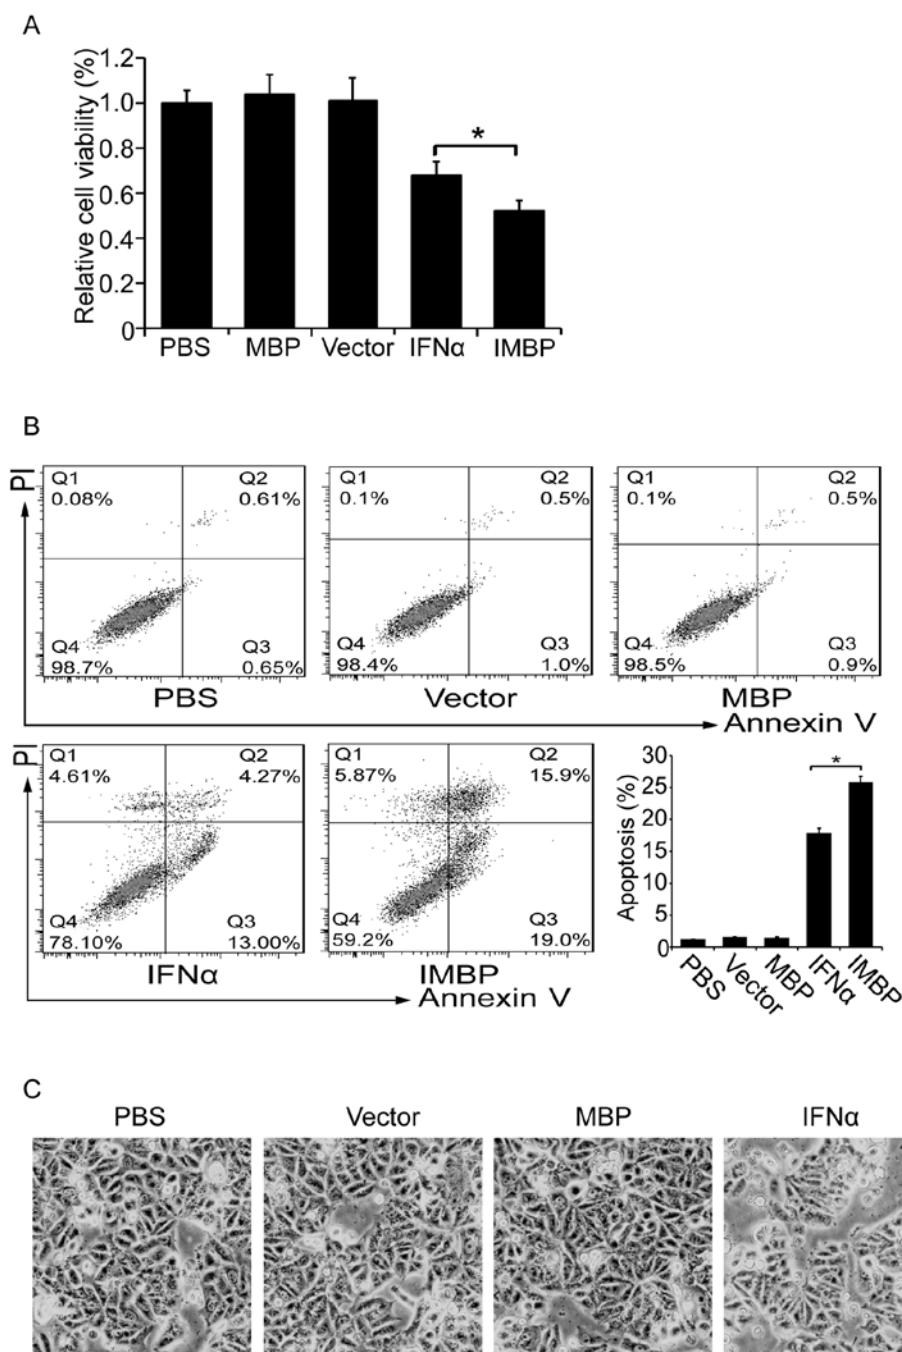 A
Relative cell viability (%)
1.2
1.0
0.8
0.6
0.4
0.2
0
*
PBS MBP Vector IFNα IMBP
B
PI
Q1 Q2
0.08% 0.61%
Q4 Q3
98.7% 0.65%
PBS
Q1 Q2
0.1% 0.5%
Q4 Q3
98.4% 1.0%
Vector
Q1 Q2
0.1% 0.5%
Q4 Q3
98.5% 0.9%
MBP
Annexin V
PI
Q1 Q2
4.61% 4.27%
Q4 Q3
78.10% 13.00%
IFNα
Q1 Q2
5.87% 15.9%
Q4 Q3
59.2% 19.0%
IMBP
Annexin V
Apoptosis (%)
30
25
20
15
10
5
0
*
PBS Vector MBP IFNα IMBP
C
PBS Vector MBP IFNα